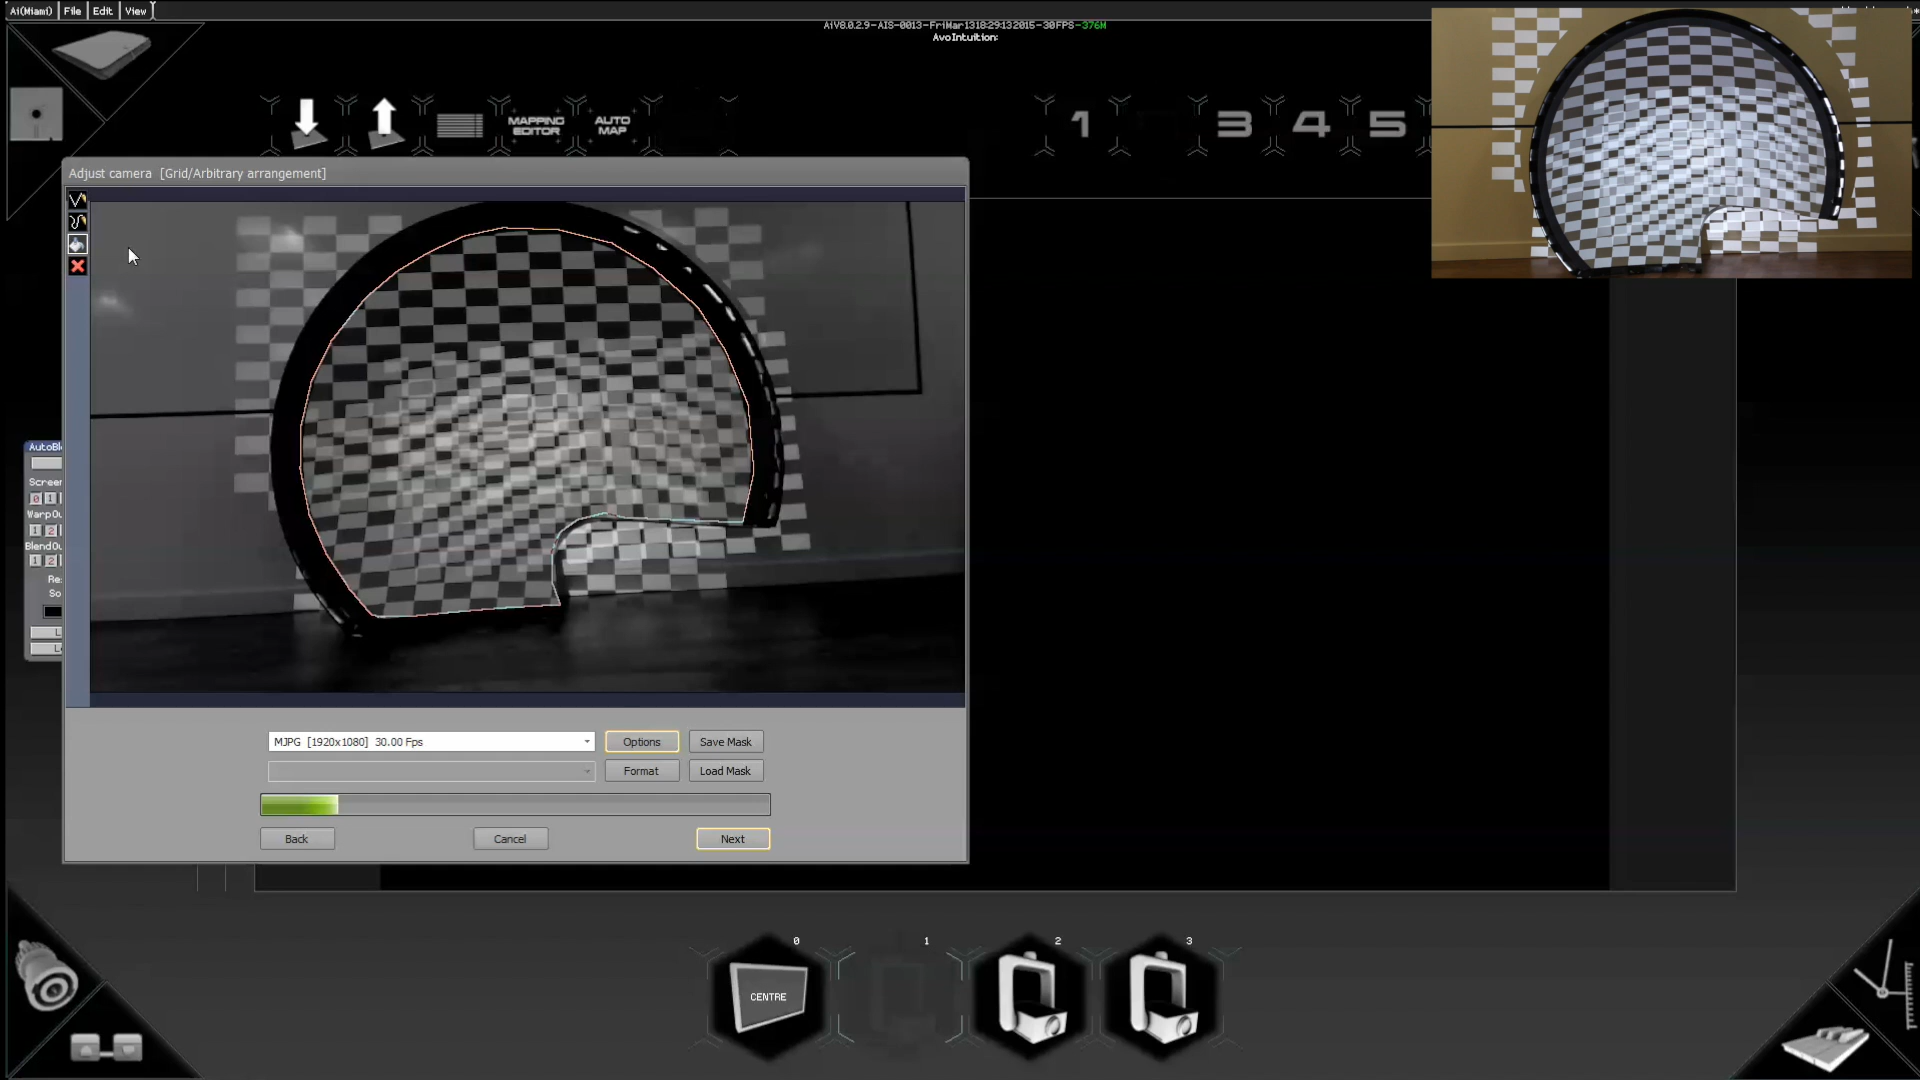 Ai(Miami) File Edit View
AiV8.0.2.9-AIS-0013-FriMar1318:29:132015-30FPS-376M
AvoIntuition:
MAPPING EDITOR
AUTO MAP
1 3 4 5
Adjust camera [Grid/Arbitrary arrangement]
AutoBl
Screen
0 1
WarpOu
1 2
BlendOu
1 2
Re
So
L
L
MJPG [1920x1080] 30.00 Fps
Options
Save Mask
Format
Load Mask
Back
Cancel
Next
0 1 2 3
CENTRE